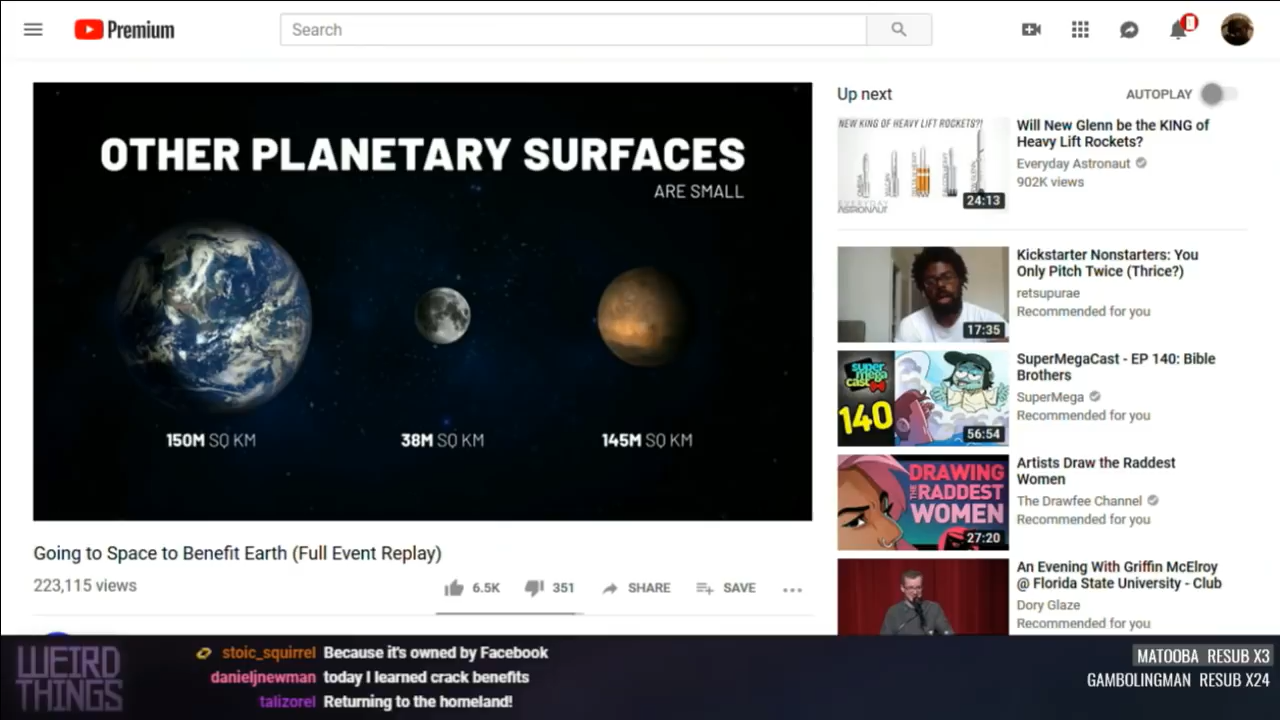 Premium
Search
OTHER PLANETARY SURFACES
ARE SMALL
150M SQ KM
38M SQ KM
145M SQ KM
Going to Space to Benefit Earth (Full Event Replay)
223,115 views
6.5K
351
SHARE
SAVE
Up next
AUTOPLAY
NEW KING OF HEAVY LIFT ROCKETS?!
EVERYDAY
ASTRONAUT
24:13
Will New Glenn be the KING of
Heavy Lift Rockets?
Everyday Astronaut
902K views
17:35
Kickstarter Nonstarters: You
Only Pitch Twice (Thrice?)
retsupurae
Recommended for you
super
mega
cast
140
56:54
SuperMegaCast - EP 140: Bible
Brothers
SuperMega
Recommended for you
DRAWING
THE RADDEST
WOMEN
27:20
Artists Draw the Raddest
Women
The Drawfee Channel
Recommended for you
An Evening With Griffin McElroy
@ Florida State University - Club
Dory Glaze
Recommended for you
WEIRD
THINGS
stoic_squirrel Because it's owned by Facebook
danieljnewman today I learned crack benefits
talizorel Returning to the homeland!
MATOOBA RESUB X3
GAMBOLINGMAN RESUB X24